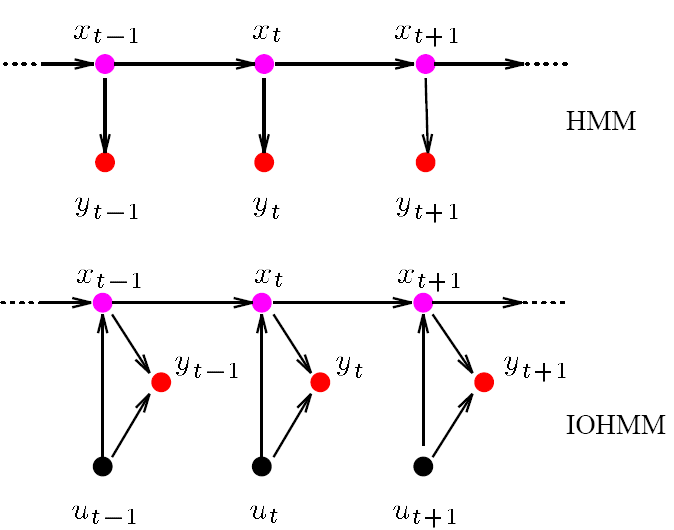 x_{t-1} x_t x_{t+1}
HMM
y_{t-1} y_t y_{t+1}
x_{t-1} x_t x_{t+1}
y_{t-1} y_t y_{t+1}
IOHMM
u_{t-1} u_t u_{t+1}